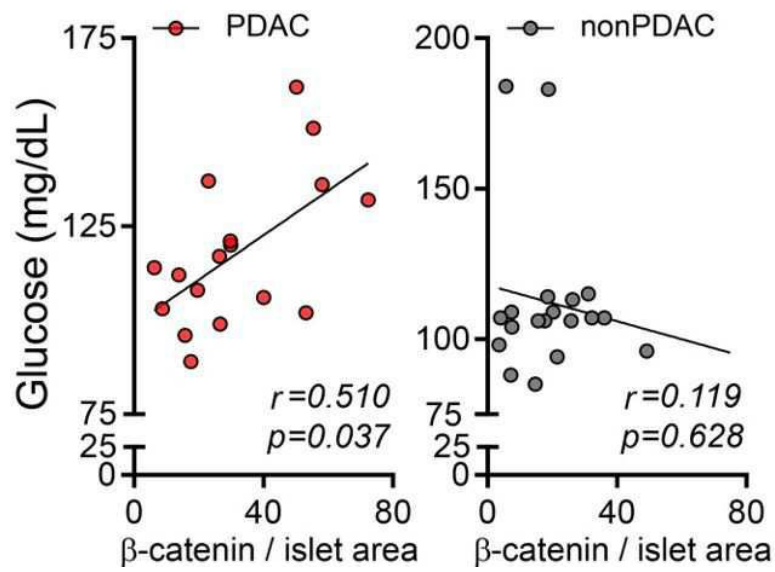 PDAC
Glucose (mg/dL)
175
125
75
25
0
r=0.510
p=0.037
0 40 80
β-catenin / islet area
nonPDAC
200
150
100
75
25
0
r=0.119
p=0.628
0 40 80
β-catenin / islet area